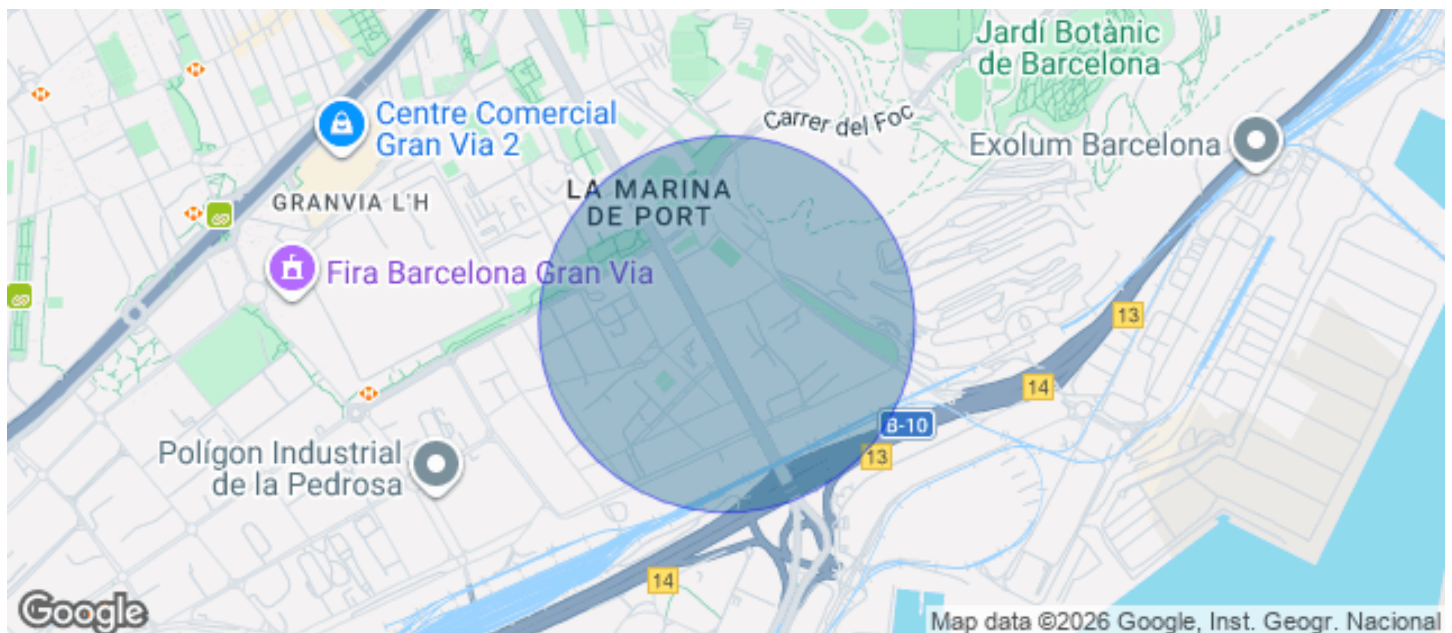 Jardí Botànic
de Barcelona
Centre Comercial
Gran Via 2
Carrer del Foc
Exolum Barcelona
GRANVIA L'H
LA MARINA
DE PORT
Fira Barcelona Gran Via
13
14
B-10
13
Polígon Industrial
de la Pedrosa
14
Google
Map data ©2026 Google, Inst. Geogr. Nacional